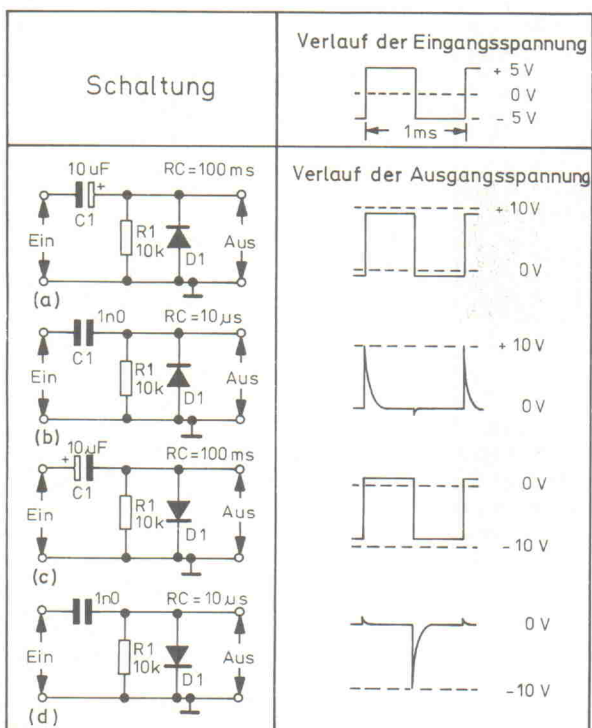 Schaltung
Verlauf der Eingangsspannung
+ 5 V
0 V
- 5 V
1ms
10 uF
RC = 100 ms
+
C1
Ein
R1
10k
D1
Aus
(a)
Verlauf der Ausgangsspannung
+ 10 V
0 V
1n0
RC = 10 µs
C1
Ein
R1
10k
D1
Aus
(b)
+ 10 V
0 V
10µF
RC = 100 ms
+
C1
Ein
R1
10k
D1
Aus
(c)
0 V
- 10 V
1n0
RC = 10 µs
Ein
R1
10k
D1
Aus
(d)
0 V
- 10 V